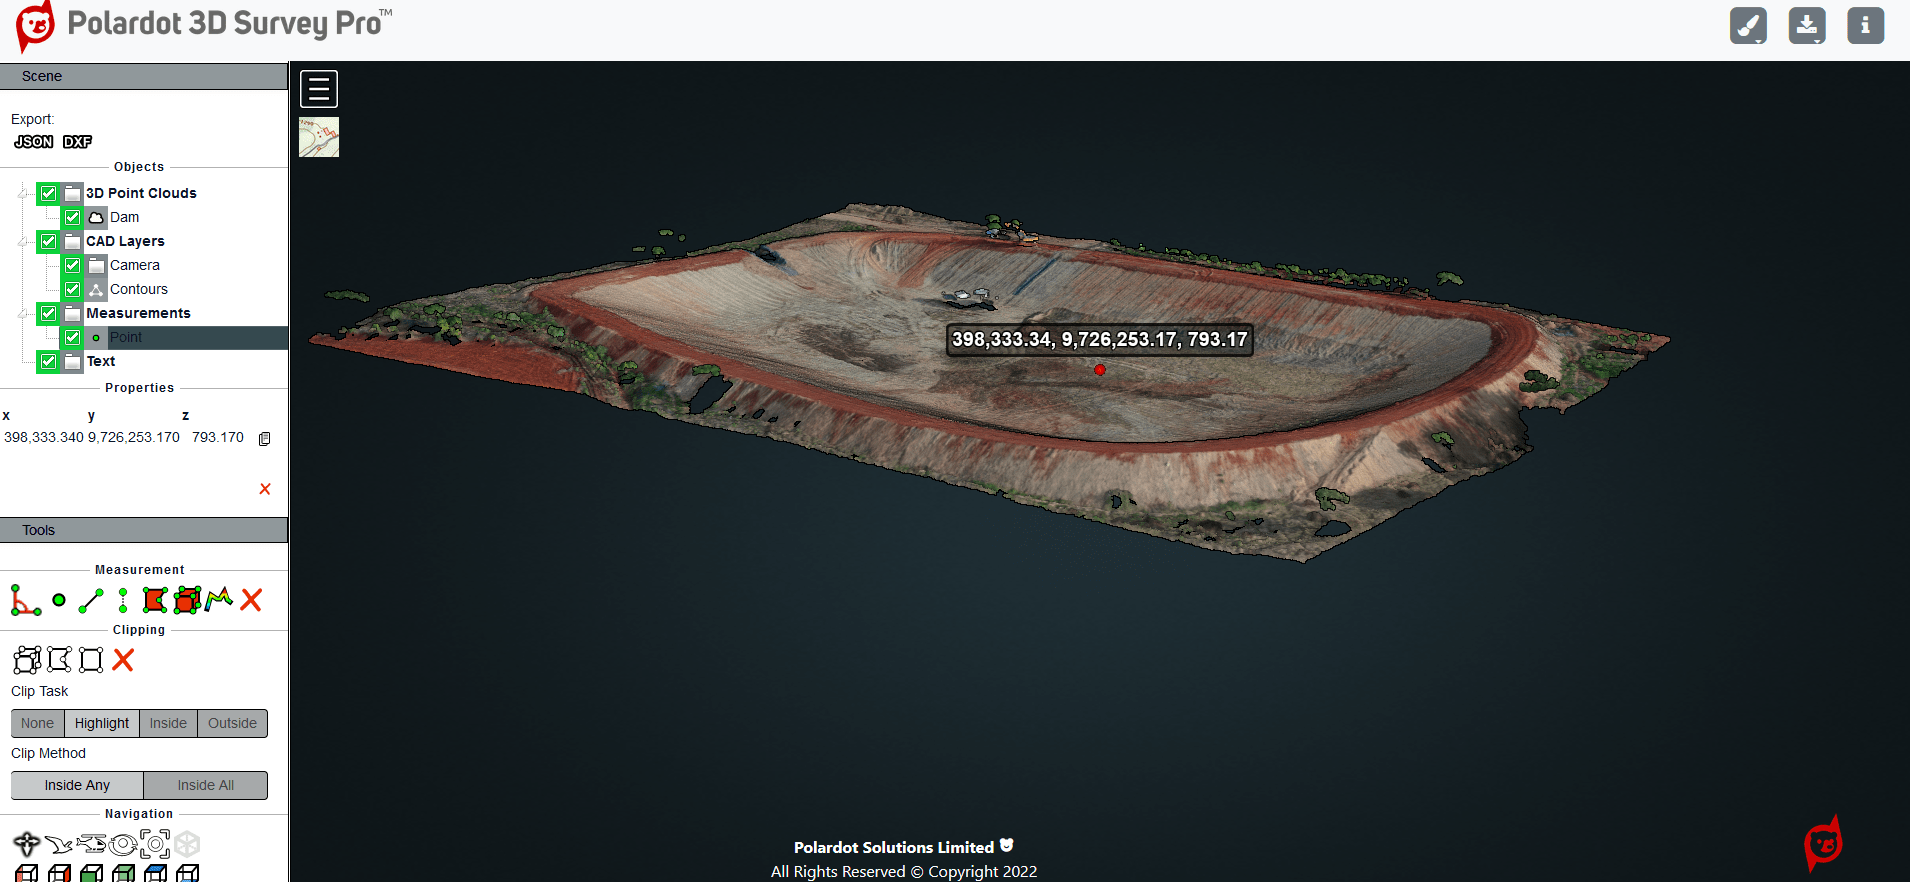 Polardot 3D Survey Pro™
Scene
Export:
JSON DXF
Objects
3D Point Clouds
Dam
CAD Layers
Camera
Contours
Measurements
Point
Text
Properties
x y z
398,333.340 9,726,253.170 793.170
Tools
Measurement
Clipping
Clip Task
None Highlight Inside Outside
Clip Method
Inside Any Inside All
Navigation
398,333.34, 9,726,253.17, 793.17
Polardot Solutions Limited
All Rights Reserved © Copyright 2022